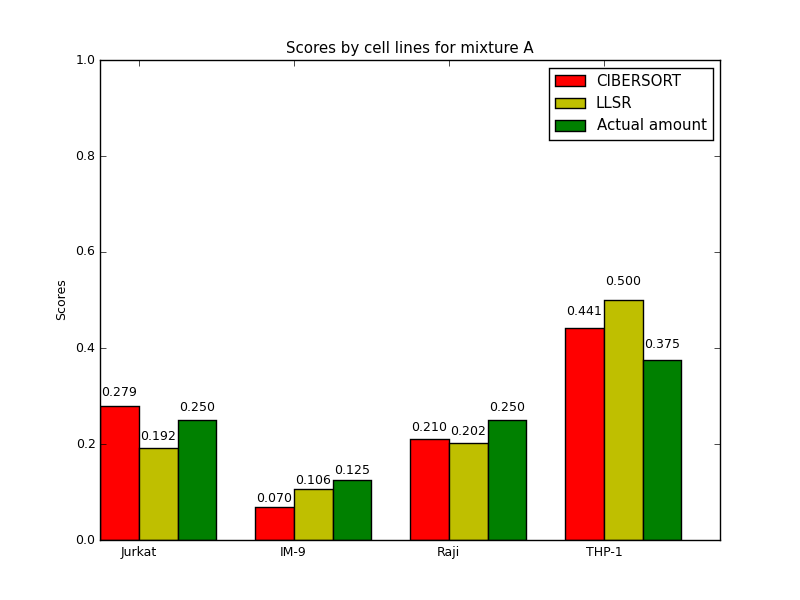 Scores by cell lines for mixture A
1.0
0.8
0.6
0.4
0.2
0.0
Scores
CIBERSORT
LLSR
Actual amount
0.279
0.192
0.250
0.070
0.106
0.125
0.210
0.202
0.250
0.441
0.500
0.375
Jurkat
IM-9
Raji
THP-1